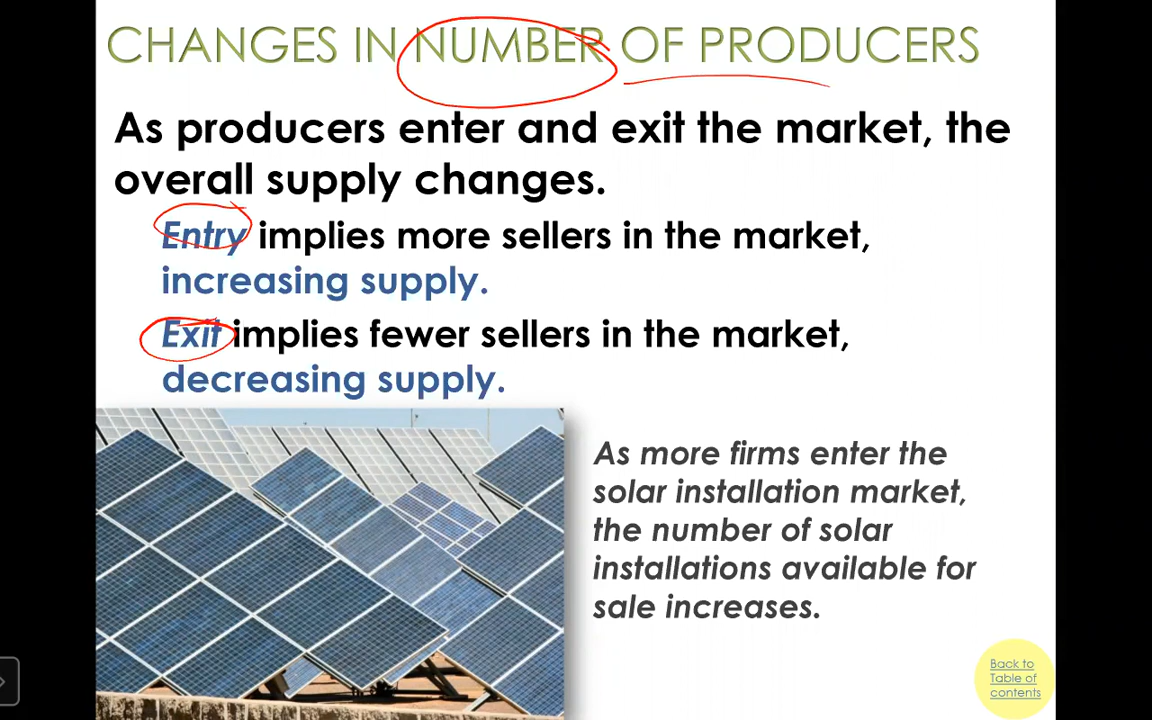 CHANGES IN NUMBER OF PRODUCERS
As producers enter and exit the market, the
overall supply changes.
Entry implies more sellers in the market,
increasing supply.
Exit implies fewer sellers in the market,
decreasing supply.
As more firms enter the
solar installation market,
the number of solar
installations available for
sale increases.
Back to
Table of
contents